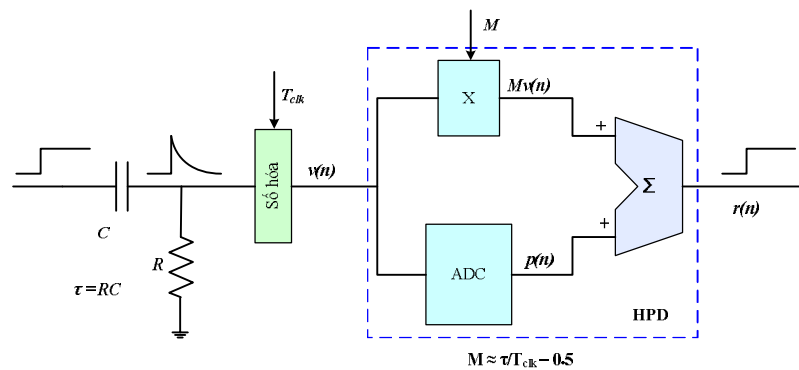 M
T_clk
X
Mv(n)
+
Số hóa
v(n)
Σ
r(n)
C
R
τ = RC
ADC
p(n)
+
HPD
M ≈ τ/T_clk − 0.5